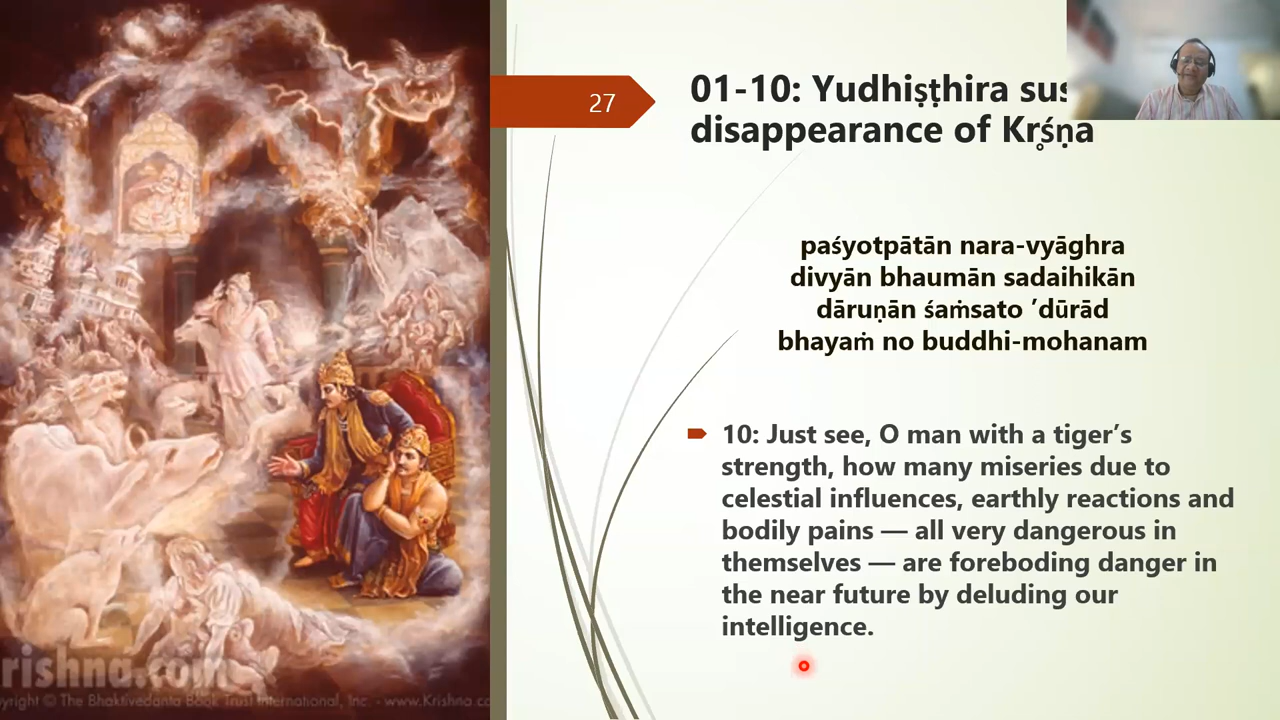 27
01-10: Yudhiṣṭhira
disappearance of Kṛśṇa
paśyotpātān nara-vyāghra
divyān bhaumān sadaihikān
dāruṇān śaṁsato ’dūrād
bhayaṁ no buddhi-mohanam
10: Just see, O man with a tiger’s
strength, how many miseries due to
celestial influences, earthly reactions and
bodily pains — all very dangerous in
themselves — are foreboding danger in
the near future by deluding our
intelligence.
rishna.com
yright © The Bhaktivedanta Book Trust International, Inc. - www.Krishna.co